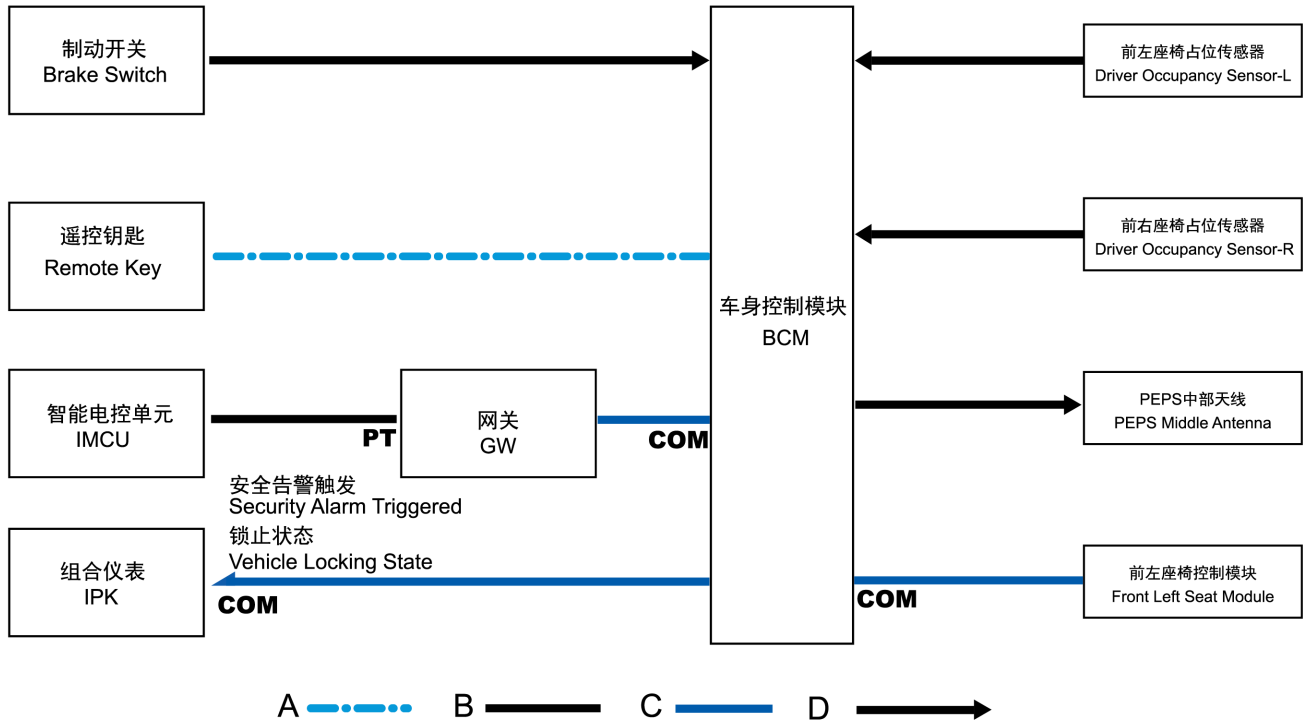 制动开关
Brake Switch
前左座椅占位传感器
Driver Occupancy Sensor-L
遥控钥匙
Remote Key
前右座椅占位传感器
Driver Occupancy Sensor-R
车身控制模块
BCM
智能电控单元
IMCU
PT
网关
GW
COM
PEPS中部天线
PEPS Middle Antenna
安全告警触发
Security Alarm Triggered
锁止状态
Vehicle Locking State
组合仪表
IPK
COM
COM
前左座椅控制模块
Front Left Seat Module
A B C D